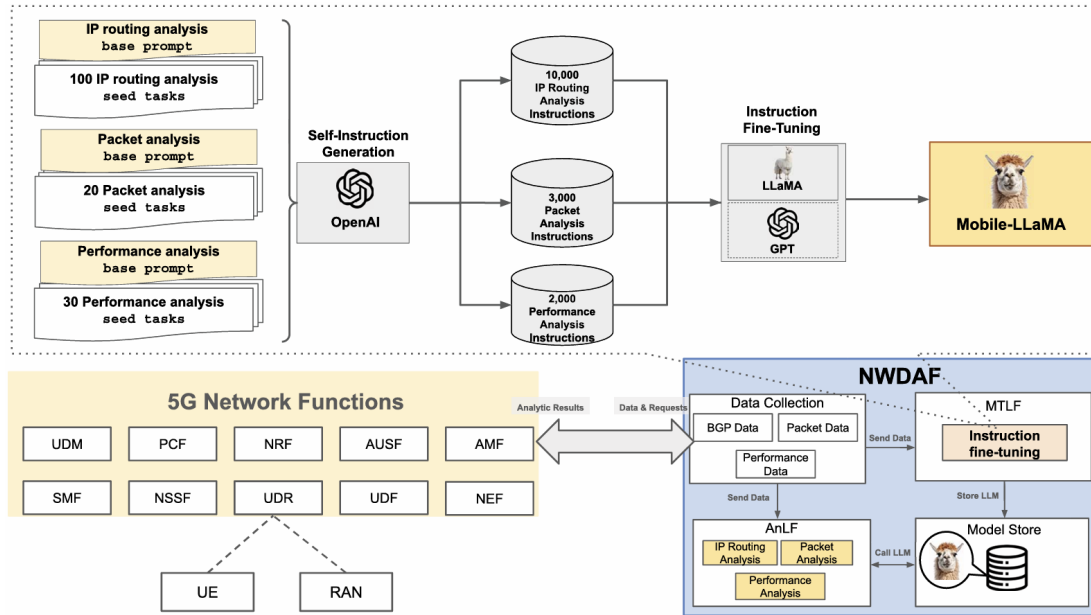 IP routing analysis
base prompt
100 IP routing analysis
seed tasks
Packet analysis
base prompt
20 Packet analysis
seed tasks
Performance analysis
base prompt
30 Performance analysis
seed tasks
Self-Instruction
Generation
OpenAI
10,000
IP Routing
Analysis
Instructions
3,000
Packet
Analysis
Instructions
2,000
Performance
Analysis
Instructions
Instruction
Fine-Tuning
LLaMA
GPT
Mobile-LLaMA
5G Network Functions
UDM
PCF
NRF
AUSF
AMF
SMF
NSSF
UDR
UDF
NEF
UE
RAN
Analytic Results
Data & Requests
NWDAF
Data Collection
BGP Data
Packet Data
Performance
Data
Send Data
MTLF
Instruction
fine-tuning
Send Data
Store LLM
AnLF
IP Routing
Analysis
Packet
Analysis
Performance
Analysis
Call LLM
Model Store